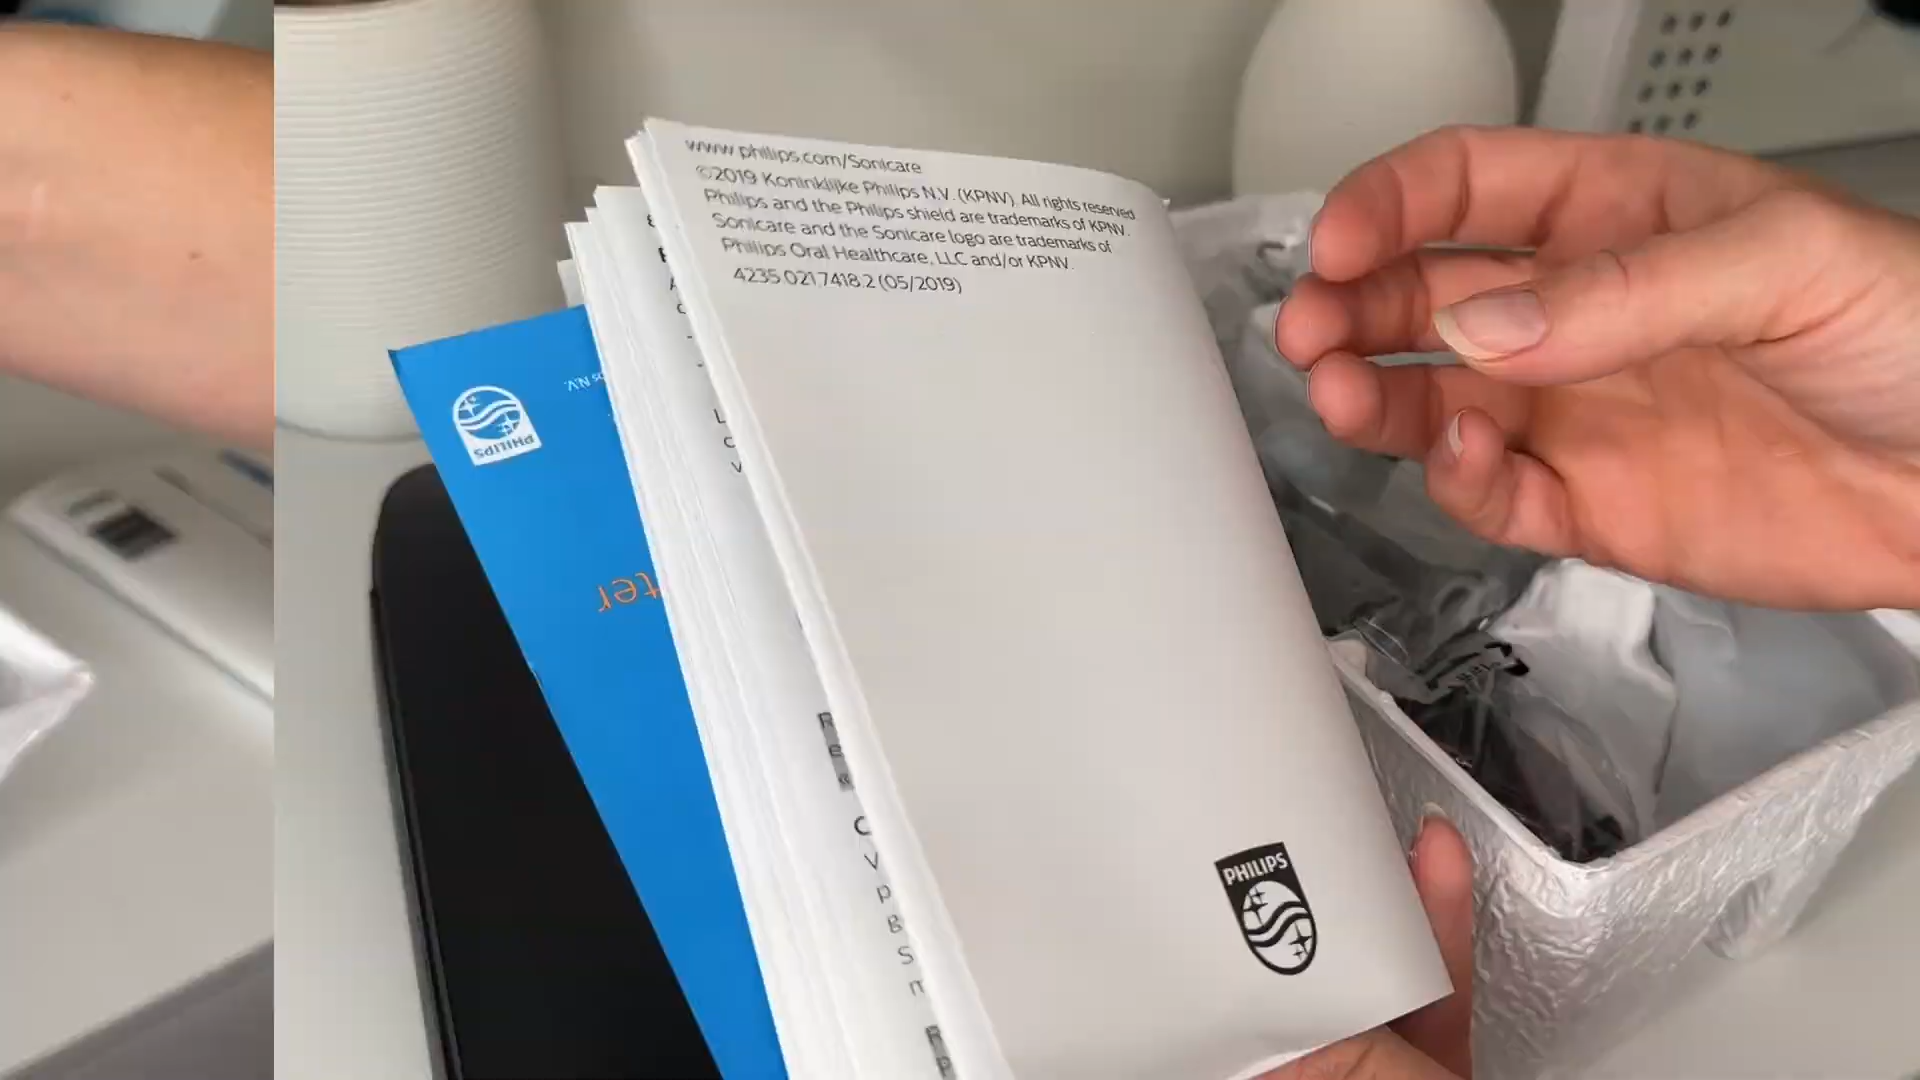 www.philips.com/Sonicare
©2019 Koninklijke Philips N.V. (KPNV). All rights reserved
Philips and the Philips shield are trademarks of KPNV.
Sonicare and the Sonicare logo are trademarks of
Philips Oral Healthcare, LLC and/or KPNV.
4235.021.7418.2 (05/2019)
PHILIPS
PHILIPS
ter